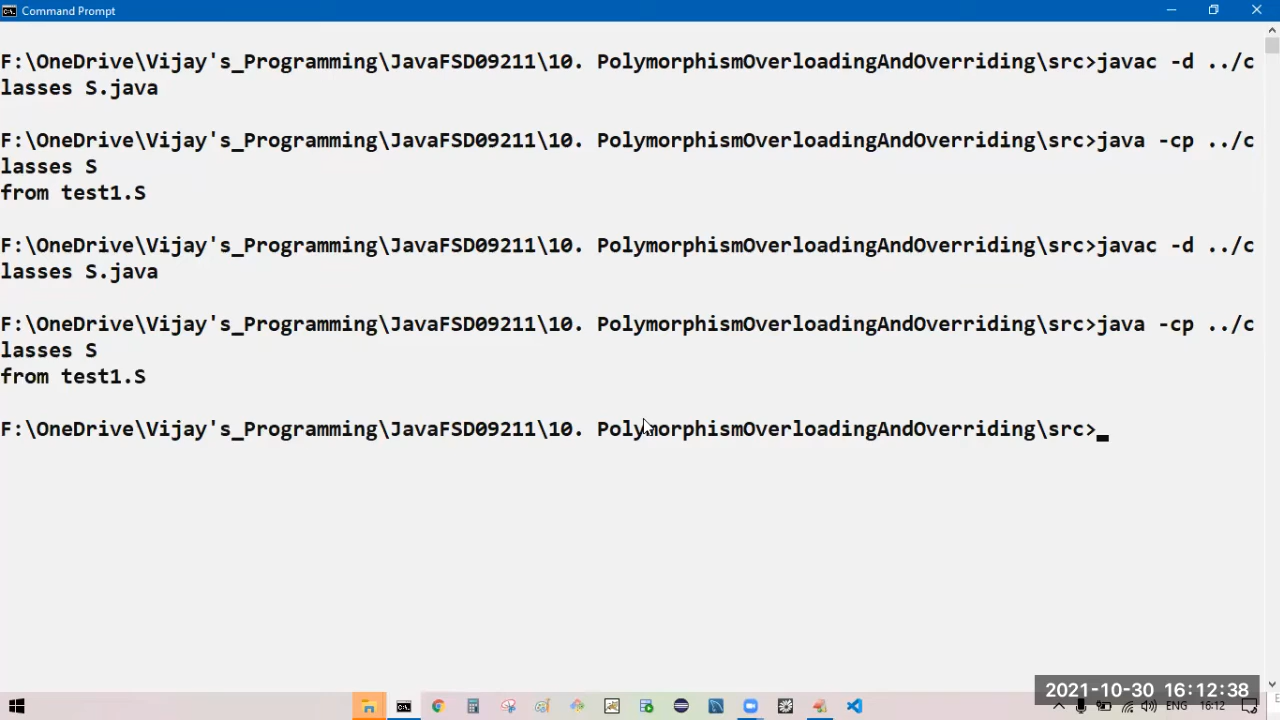 Command Prompt
F:\OneDrive\Vijay's_Programming\JavaFSD09211\10. PolymorphismOverloadingAndOverriding\src>javac -d ../c
lasses S.java
F:\OneDrive\Vijay's_Programming\JavaFSD09211\10. PolymorphismOverloadingAndOverriding\src>java -cp ../c
lasses S
from test1.S
F:\OneDrive\Vijay's_Programming\JavaFSD09211\10. PolymorphismOverloadingAndOverriding\src>javac -d ../c
lasses S.java
F:\OneDrive\Vijay's_Programming\JavaFSD09211\10. PolymorphismOverloadingAndOverriding\src>java -cp ../c
lasses S
from test1.S
F:\OneDrive\Vijay's_Programming\JavaFSD09211\10. PolymorphismOverloadingAndOverriding\src>
2021-10-30 16:12:38
ENG 16:12